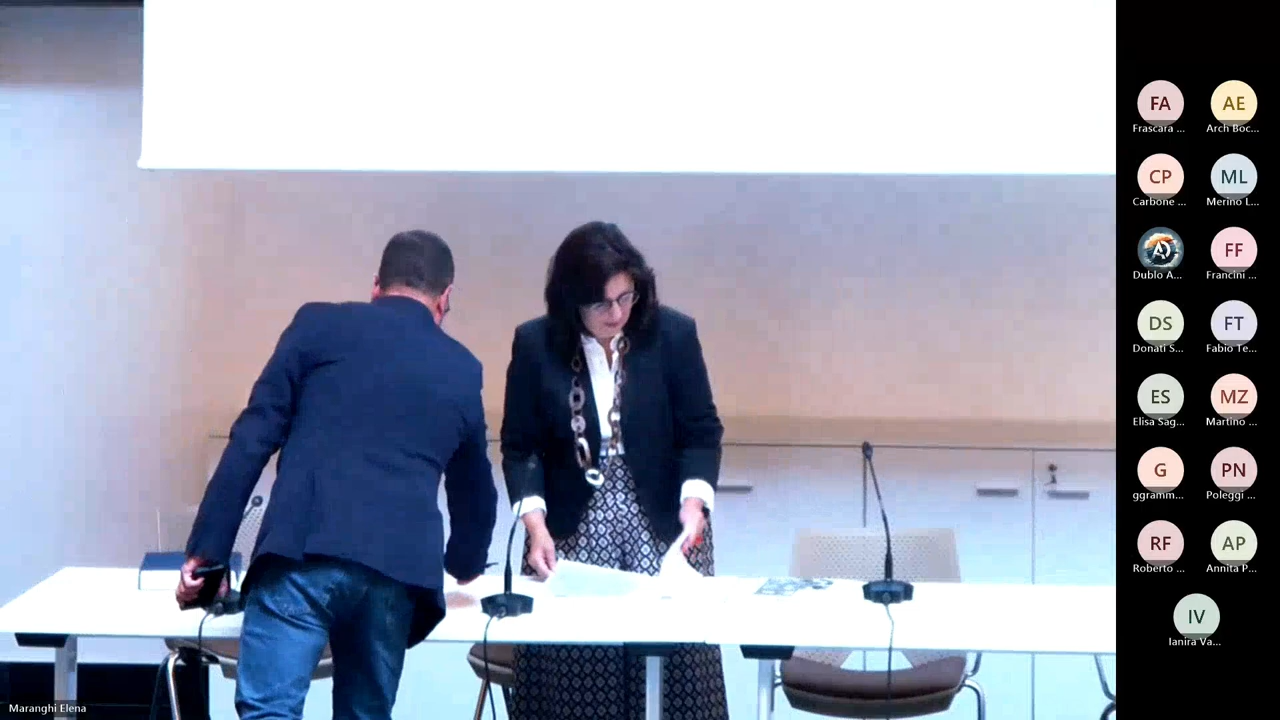 FA AE
Frascara ... Arch Boc...
CP ML
Carbone ... Merino L...
FF
Dublo A... Francini ...
DS FT
Donati S... Fabio Te...
ES MZ
Elisa Sag... Martino ...
G PN
ggramm... Poleggi ...
RF AP
Roberto ... Annita P...
IV
Ianira Va...
Maranghi Elena